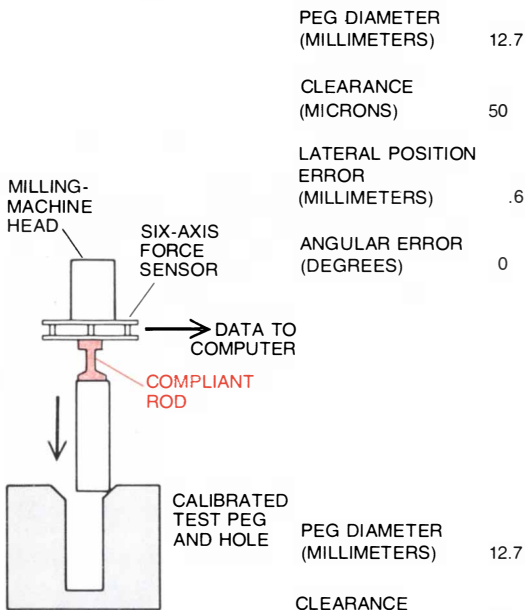 PEG DIAMETER
(MILLIMETERS) 12.7
CLEARANCE
(MICRONS) 50
LATERAL POSITION
ERROR
(MILLIMETERS) .6
ANGULAR ERROR
(DEGREES) 0
MILLING-
MACHINE
HEAD
SIX-AXIS
FORCE
SENSOR
DATA TO
COMPUTER
COMPLIANT
ROD
CALIBRATED
TEST PEG
AND HOLE
PEG DIAMETER
(MILLIMETERS) 12.7
CLEARANCE